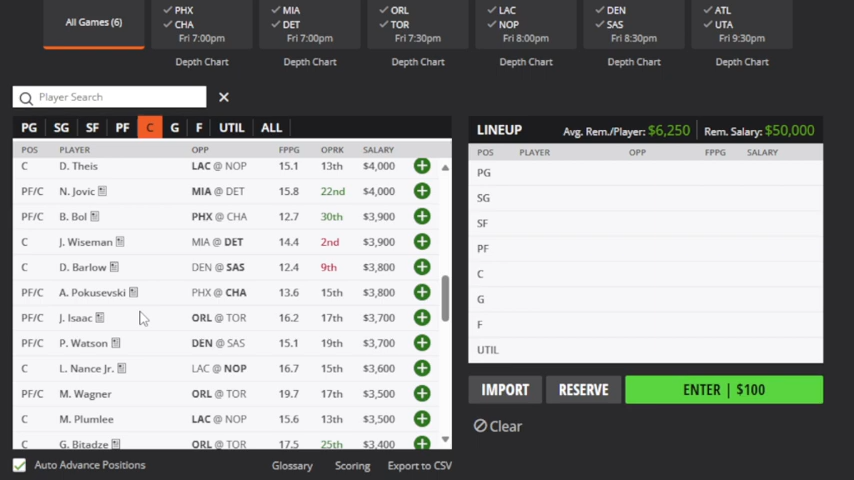 All Games (6)
PHX
CHA
Fri 7:00pm
Depth Chart
MIA
DET
Fri 7:00pm
Depth Chart
ORL
TOR
Fri 7:30pm
Depth Chart
LAC
NOP
Fri 8:00pm
Depth Chart
DEN
SAS
Fri 8:30pm
Depth Chart
ATL
UTA
Fri 9:30pm
Depth Chart
Player Search
PG SG SF PF C G F UTIL ALL
POS PLAYER OPP FPPG OPRK SALARY
C D. Theis LAC @ NOP 15.1 13th $4,000
PF/C N. Jovic MIA @ DET 15.8 22nd $4,000
PF/C B. Bol PHX @ CHA 12.7 30th $3,900
C J. Wiseman MIA @ DET 14.4 2nd $3,900
C D. Barlow DEN @ SAS 12.4 9th $3,800
PF/C A. Pokusevski PHX @ CHA 13.6 15th $3,800
PF/C J. Isaac ORL @ TOR 16.2 17th $3,700
PF/C P. Watson DEN @ SAS 15.1 19th $3,700
C L. Nance Jr. LAC @ NOP 16.7 15th $3,600
PF/C M. Wagner ORL @ TOR 19.7 17th $3,500
C M. Plumlee LAC @ NOP 15.6 13th $3,500
C G. Bitadze ORL @ TOR 17.5 25th $3,400
Auto Advance Positions Glossary Scoring Export to CSV
LINEUP Avg. Rem./Player: $6,250 Rem. Salary: $50,000
POS PLAYER OPP FPPG SALARY
PG
SG
SF
PF
C
G
F
UTIL
IMPORT RESERVE ENTER | $100
Clear